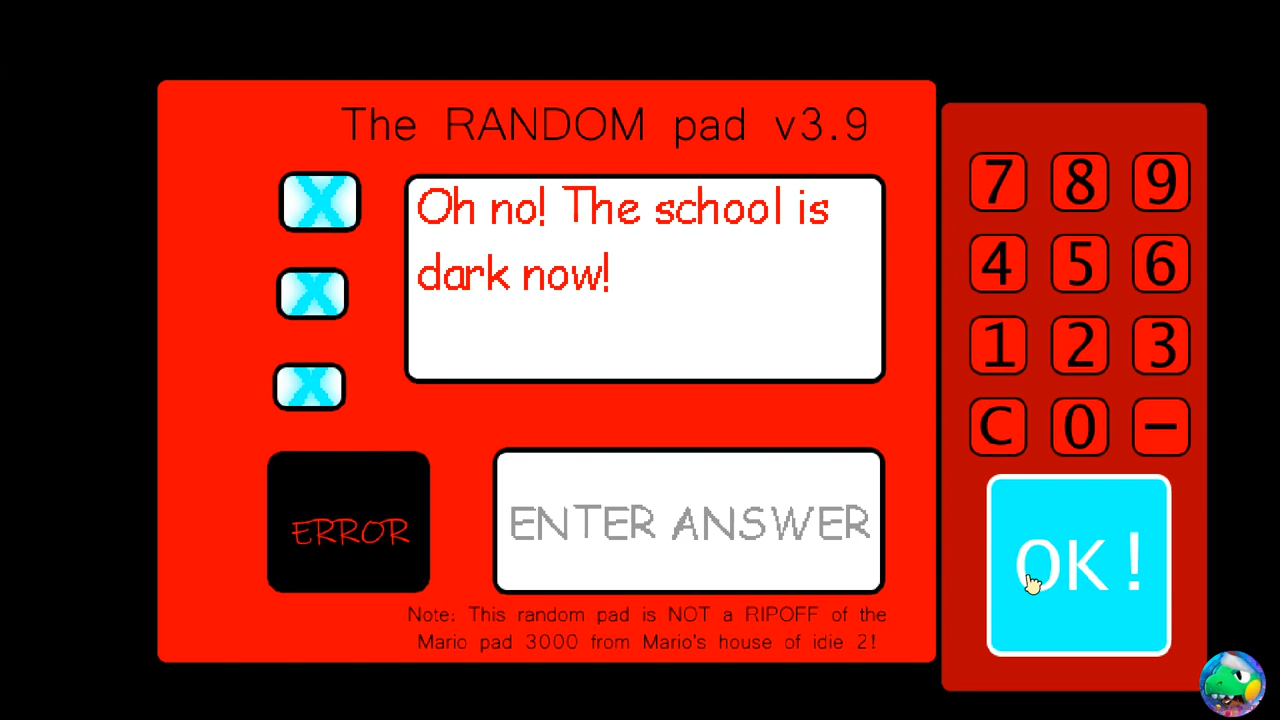 The RANDOM pad v3.9
X
X
X
Oh no! The school is
dark now!
ERROR
ENTER ANSWER
Note: This random pad is NOT a RIPOFF of the
Mario pad 3000 from Mario's house of idie 2!
7 8 9
4 5 6
1 2 3
C 0 −
OK!